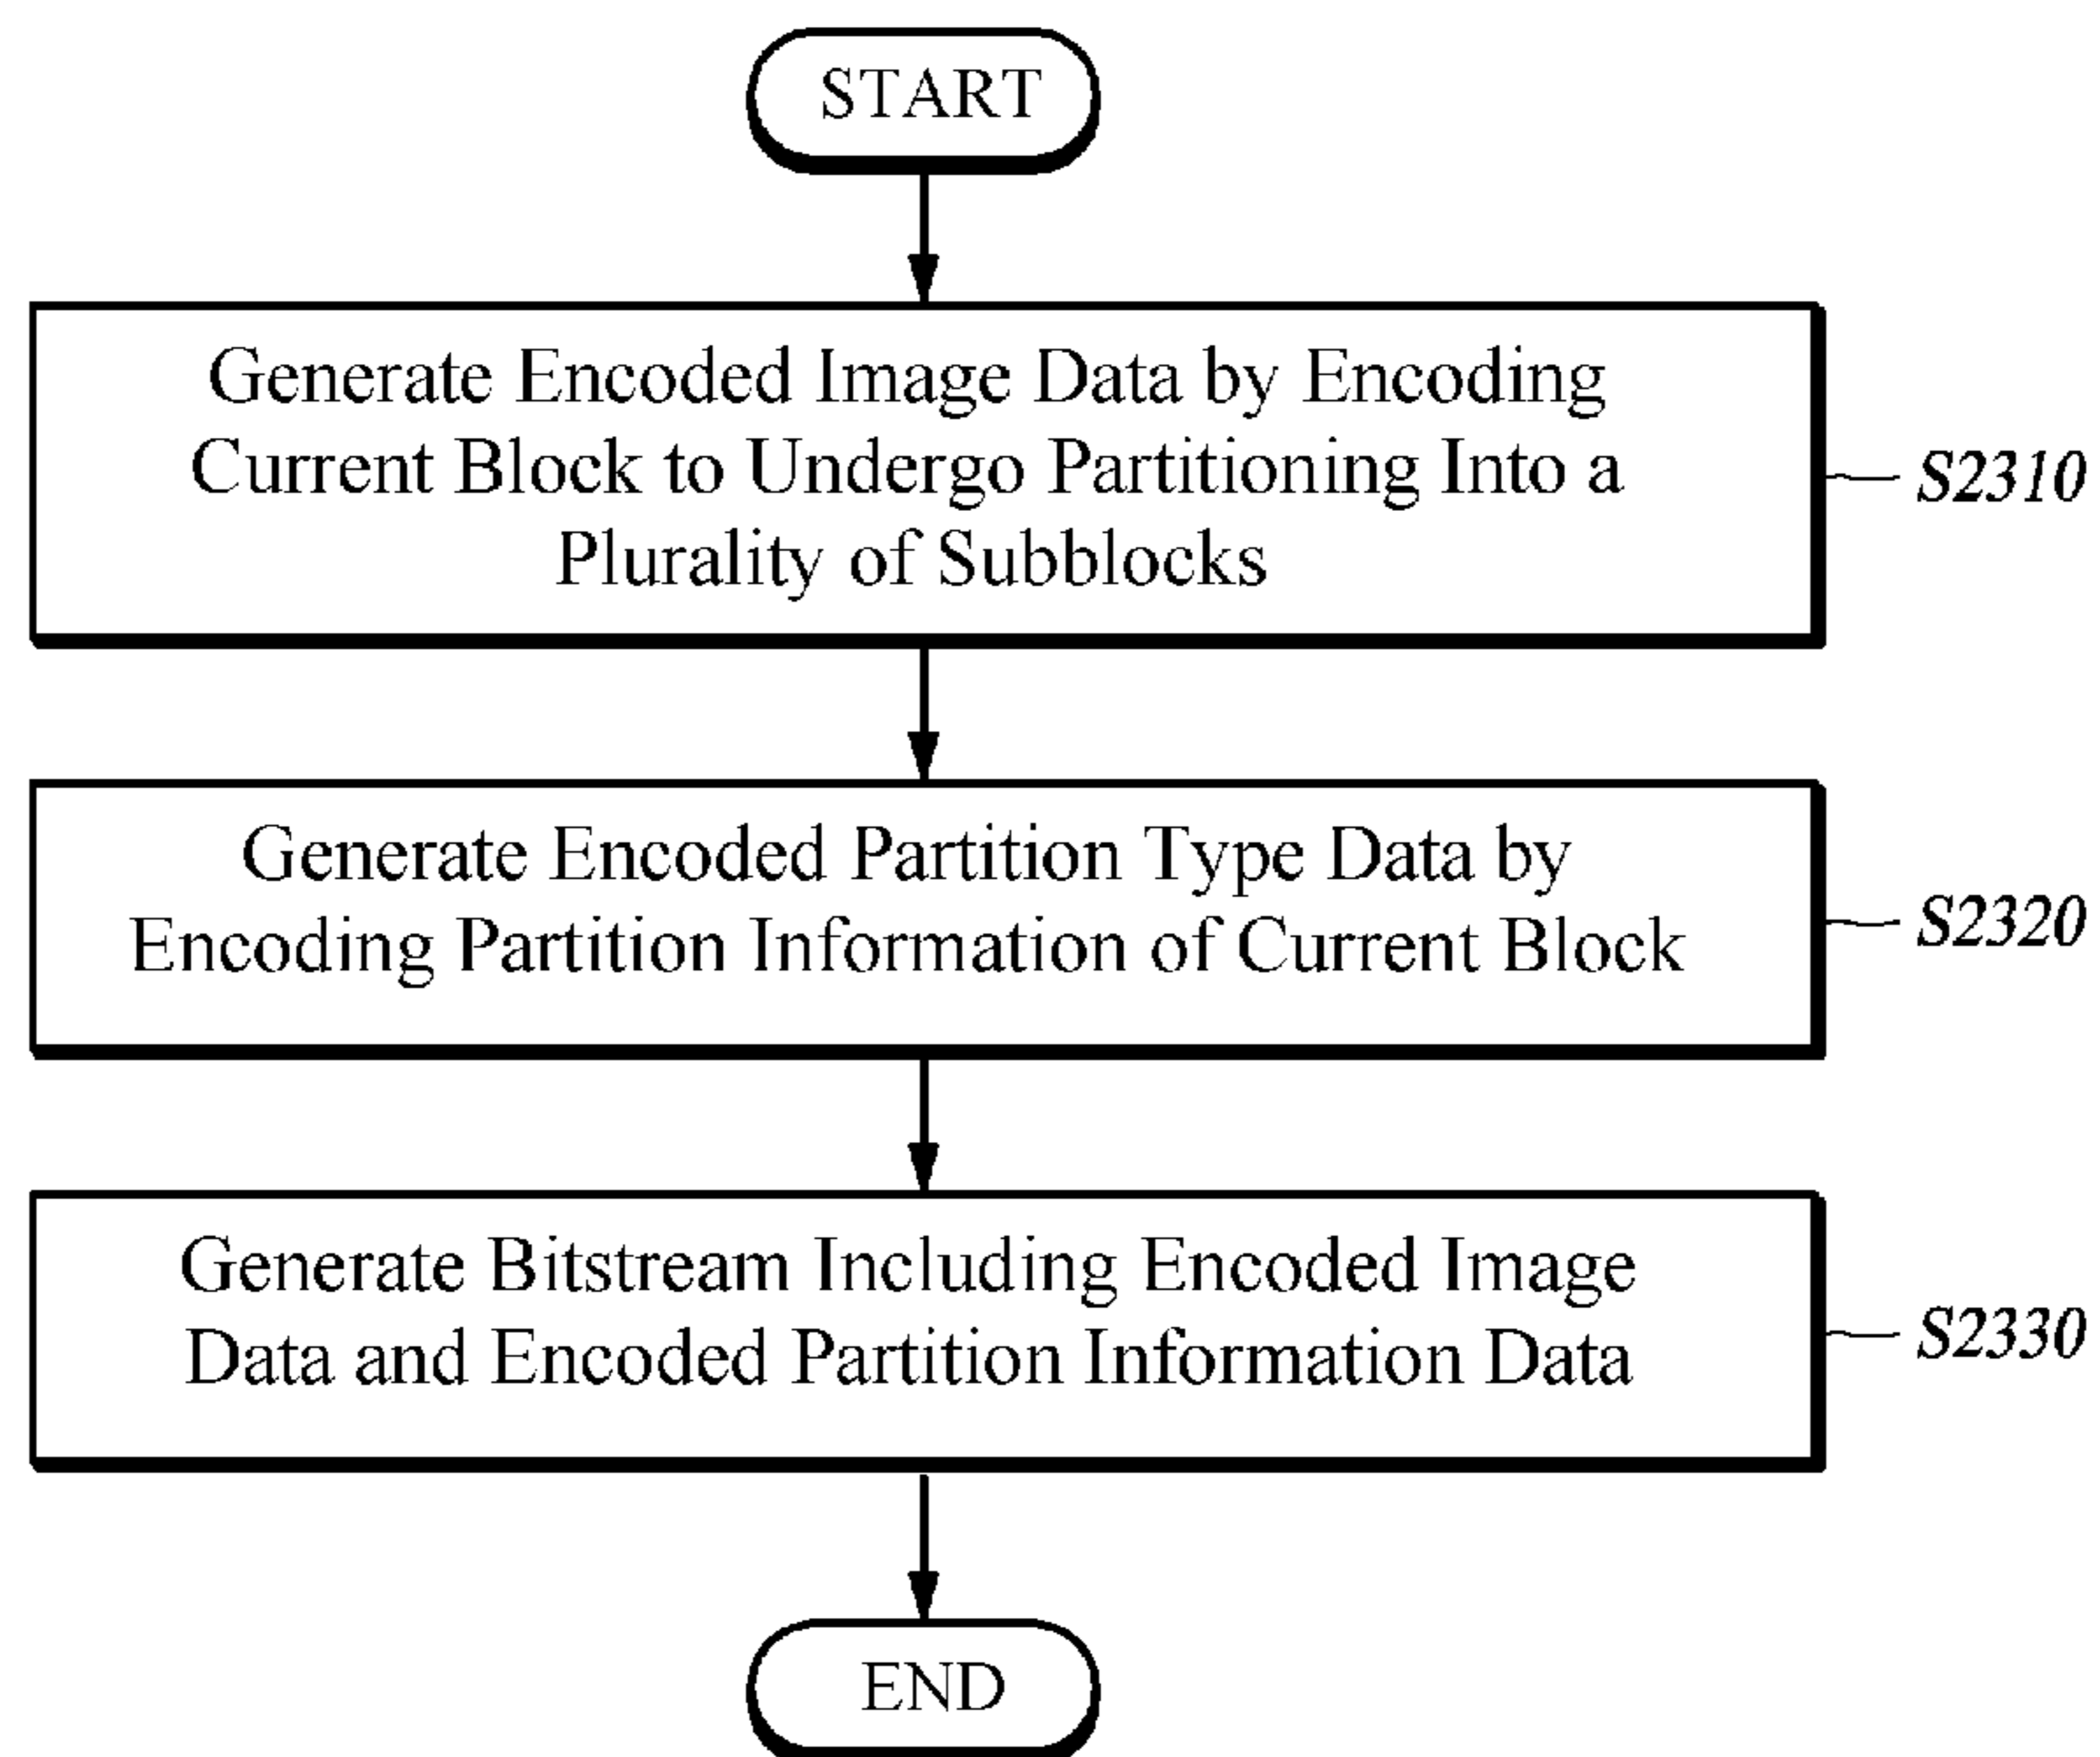 START
Generate Encoded Image Data by Encoding
Current Block to Undergo Partitioning Into a
Plurality of Subblocks
S2310
Generate Encoded Partition Type Data by
Encoding Partition Information of Current Block
S2320
Generate Bitstream Including Encoded Image
Data and Encoded Partition Information Data
S2330
END